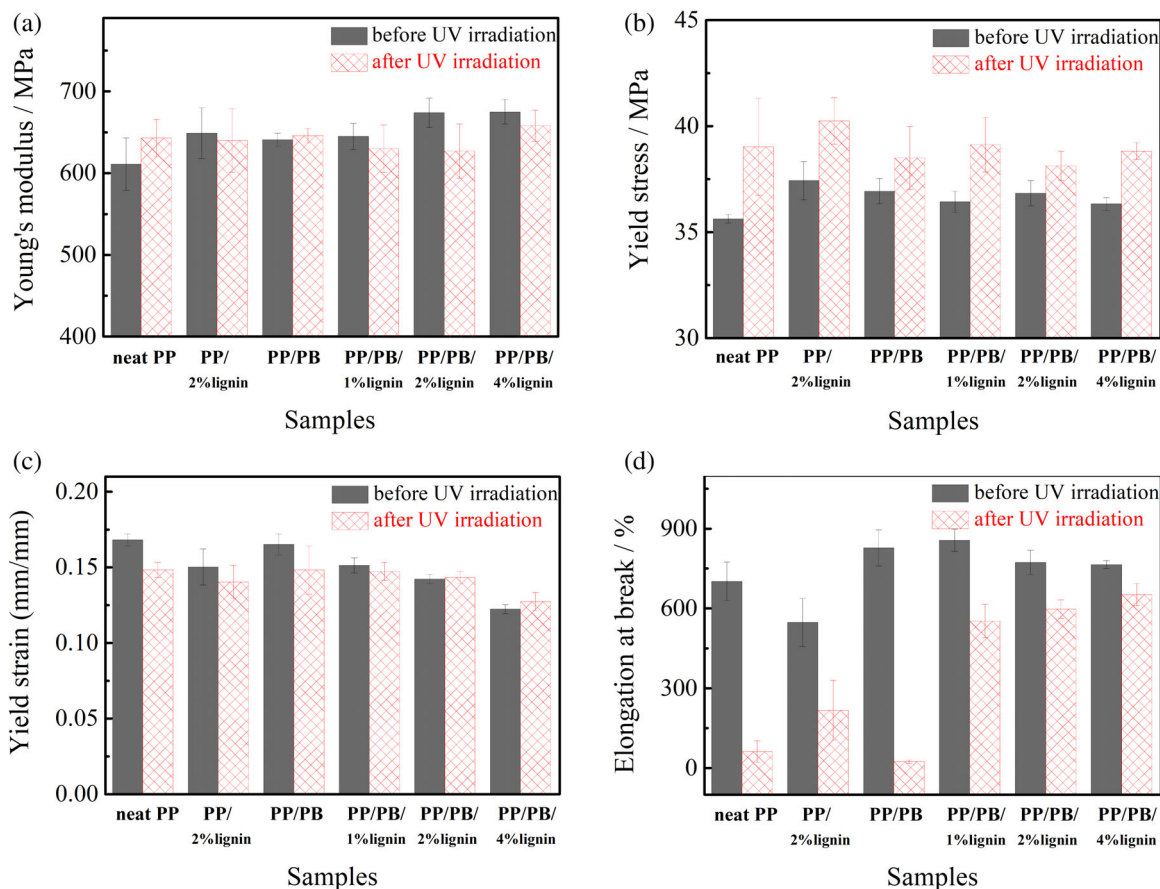 (a)
before UV irradiation
after UV irradiation
Young's modulus / MPa
700
600
500
400
neat PP PP/ PP/PB PP/PB/ PP/PB/ PP/PB/
2%lignin 1%lignin 2%lignin 4%lignin
Samples
(b)
before UV irradiation
after UV irradiation
Yield stress / MPa
45
40
35
30
neat PP PP/ PP/PB PP/PB/ PP/PB/ PP/PB/
2%lignin 1%lignin 2%lignin 4%lignin
Samples
(c)
before UV irradiation
after UV irradiation
Yield strain (mm/mm)
0.20
0.15
0.10
0.05
0.00
neat PP PP/ PP/PB PP/PB/ PP/PB/ PP/PB/
2%lignin 1%lignin 2%lignin 4%lignin
Samples
(d)
before UV irradiation
after UV irradiation
Elongation at break / %
900
600
300
0
neat PP PP/ PP/PB PP/PB/ PP/PB/ PP/PB/
2%lignin 1%lignin 2%lignin 4%lignin
Samples